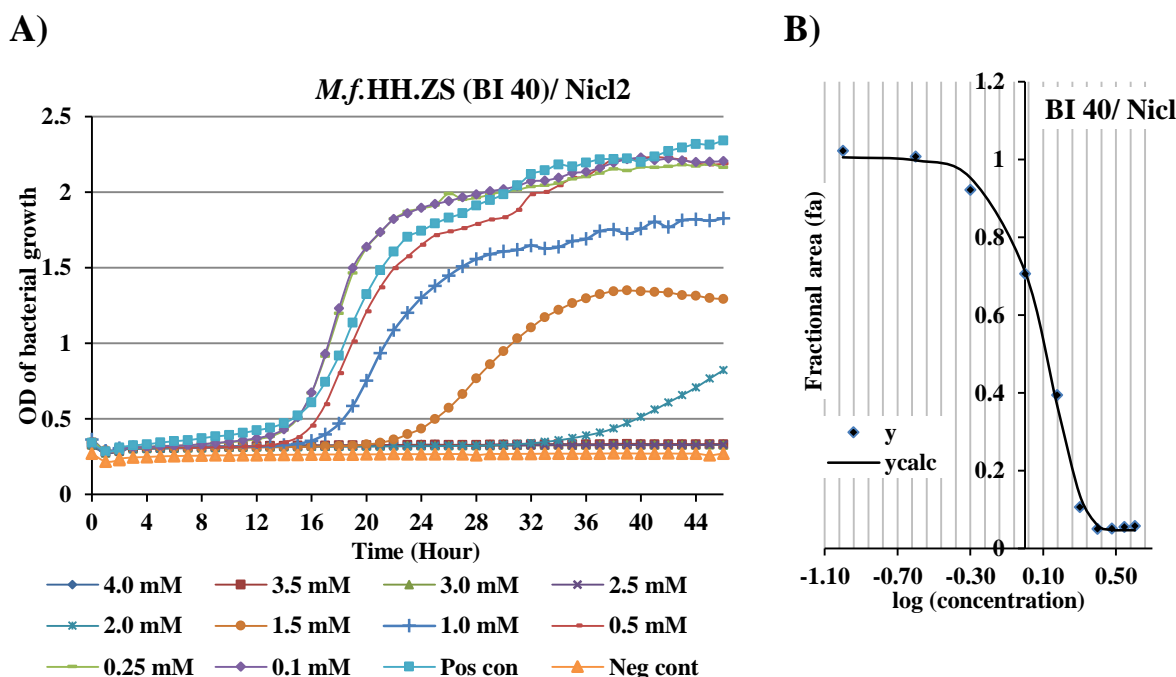 A)
B)
M.f.HH.ZS (BI 40)/ Nicl2
OD of bacterial growth
2.5
2
1.5
1
0.5
0
0 4 8 12 16 20 24 28 32 36 40 44
Time (Hour)
4.0 mM 3.5 mM 3.0 mM 2.5 mM
2.0 mM 1.5 mM 1.0 mM 0.5 mM
0.25 mM 0.1 mM Pos con Neg cont
BI 40/ Nicl
Fractional area (fa)
1.2
1
0.8
0.6
0.4
0.2
0
y
ycalc
-1.10 -0.70 -0.30 0.10 0.50
log (concentration)